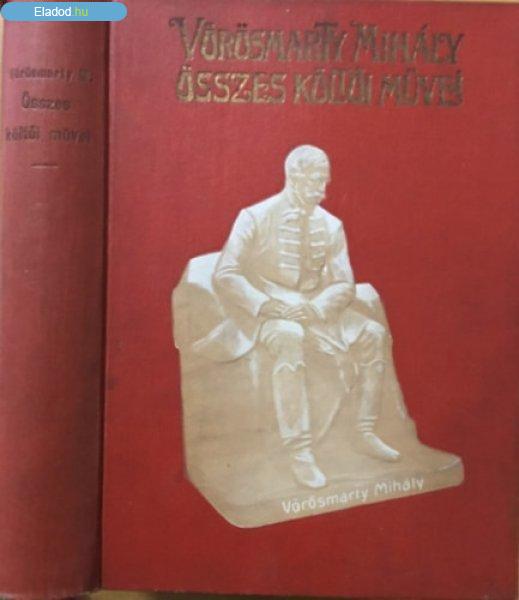 Eladod.hu
Vörösmarty M.
Összes
költői művei
VÖRÖSMARTY MIHÁLY
ÖSSZES KÖLTŐI MŰVEI
Vörösmarty Mihály